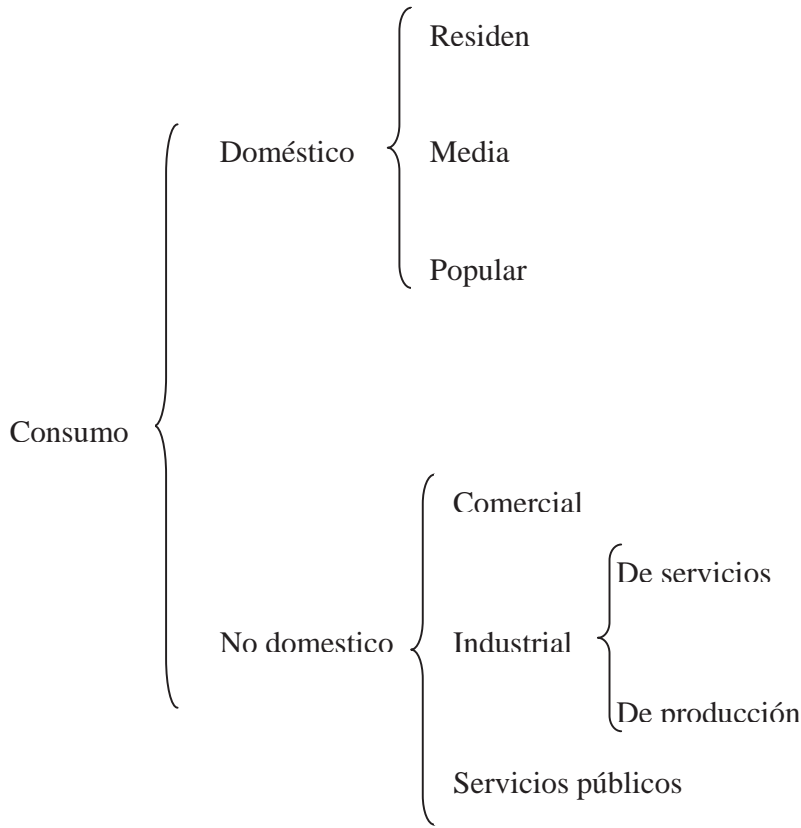 Residen
Doméstico
Media
Popular
Consumo
Comercial
De servicios
No domestico
Industrial
De producción
Servicios públicos